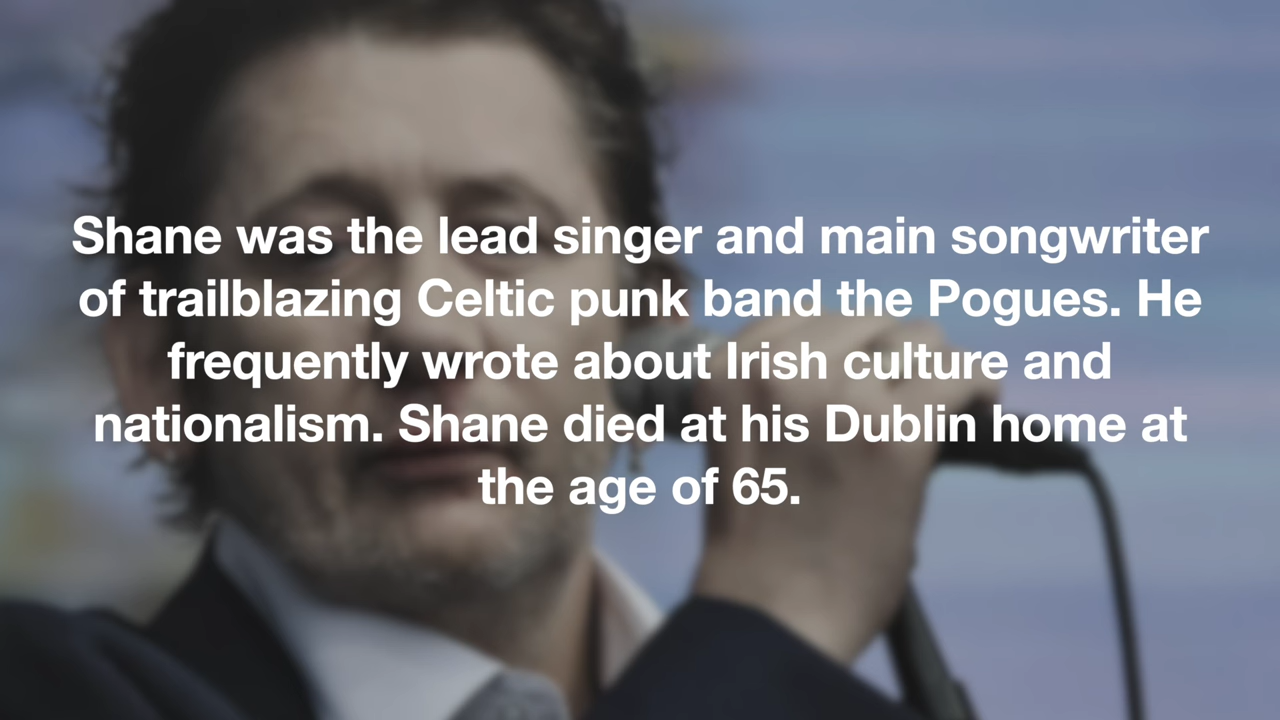 Shane was the lead singer and main songwriter
of trailblazing Celtic punk band the Pogues. He
frequently wrote about Irish culture and
nationalism. Shane died at his Dublin home at
the age of 65.